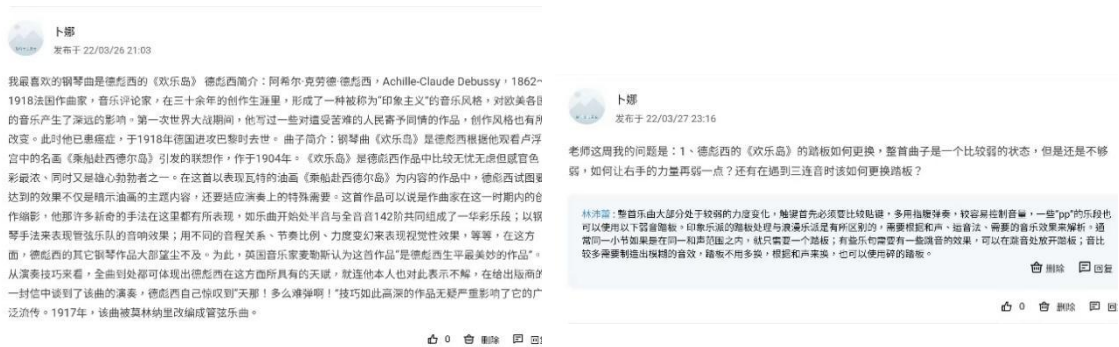 卜娜
发布于 22/03/26 21:03
我最喜欢的钢琴曲是德彪西的《欢乐岛》 德彪西简介：阿希尔·克劳德·德彪西，Achille-Claude Debussy，1862~
1918法国作曲家，音乐评论家，在三十余年的创作生涯里，形成了一种被称为“印象主义”的音乐风格，对欧美各国
的音乐产生了深远的影响。第一次世界大战期间，他写过一些对遭受苦难的人民寄予同情的作品，创作风格也有所
改变。此时他已患癌症，于1918年德国进攻巴黎时去世。 曲子简介：钢琴曲《欢乐岛》是德彪西根据他观看卢浮
宫中的名画《乘船赴西德尔岛》引发的联想作，作于1904年。《欢乐岛》是德彪西作品中比较无忧无虑但感官色
彩最浓、同时又是雄心勃勃者之一。在这首以表现瓦特的油画《乘船赴西德尔岛》为内容的作品中，德彪西试图要
达到的效果不仅是暗示油画的主题内容，还要适应演奏上的特殊需要。这首作品可以说是作曲家在这一时期内的创
作缩影，他那许多新奇的手法在这里都有所表现，如乐曲开始处半音与全音音142阶共同组成了一华彩乐段；以钢
琴手法来表现管弦乐队的音响效果；用不同的音程关系、节奏比例、力度变幻来表现视觉性效果，等等，在这方
面，德彪西的其它钢琴作品大部望尘不及。为此，英国音乐家麦勒斯认为这首作品“是德彪西生平最美妙的作品”。
从演奏技巧来看，全曲到处都可体现出德彪西在这方面所具有的天赋，就连他本人也对此表示不解，在给出版商的
一封信中谈到了该曲的演奏，德彪西自己惊叹到“天那！多么难弹啊！”技巧如此高深的作品无疑严重影响了它的广
泛流传。1917年，该曲被莫林纳里改编成管弦乐曲。
0 删除
卜娜
发布于 22/03/27 23:16
老师这周我的问题是：1、德彪西的《欢乐岛》的踏板如何更换，整首曲子是一个比较弱的状态，但是还是不够
弱，如何让右手的力量再弱一点？还有在遇到三连音时该如何更换踏板？
林沛蕾：整首乐曲大部分处于较弱的力度变化，触键首先必须要比较贴键，多用指腹弹奏，较容易控制音量，一些“pp”的乐段也
可以使用以下弱音踏板。印象乐派的踏板处理与浪漫乐派是有所区别的，需要根据和声、运音法、需要的音乐效果来解析。通
常同一小节如果是在同一和声范围之内，就只需要一个踏板；有些乐句需要有一些跳音的效果，可以在跳音处放开踏板；音比
较多需要制造出模糊的音效，踏板不用多换，根据和声来换，也可以使用碎的踏板。
删除 回复
0 删除 回